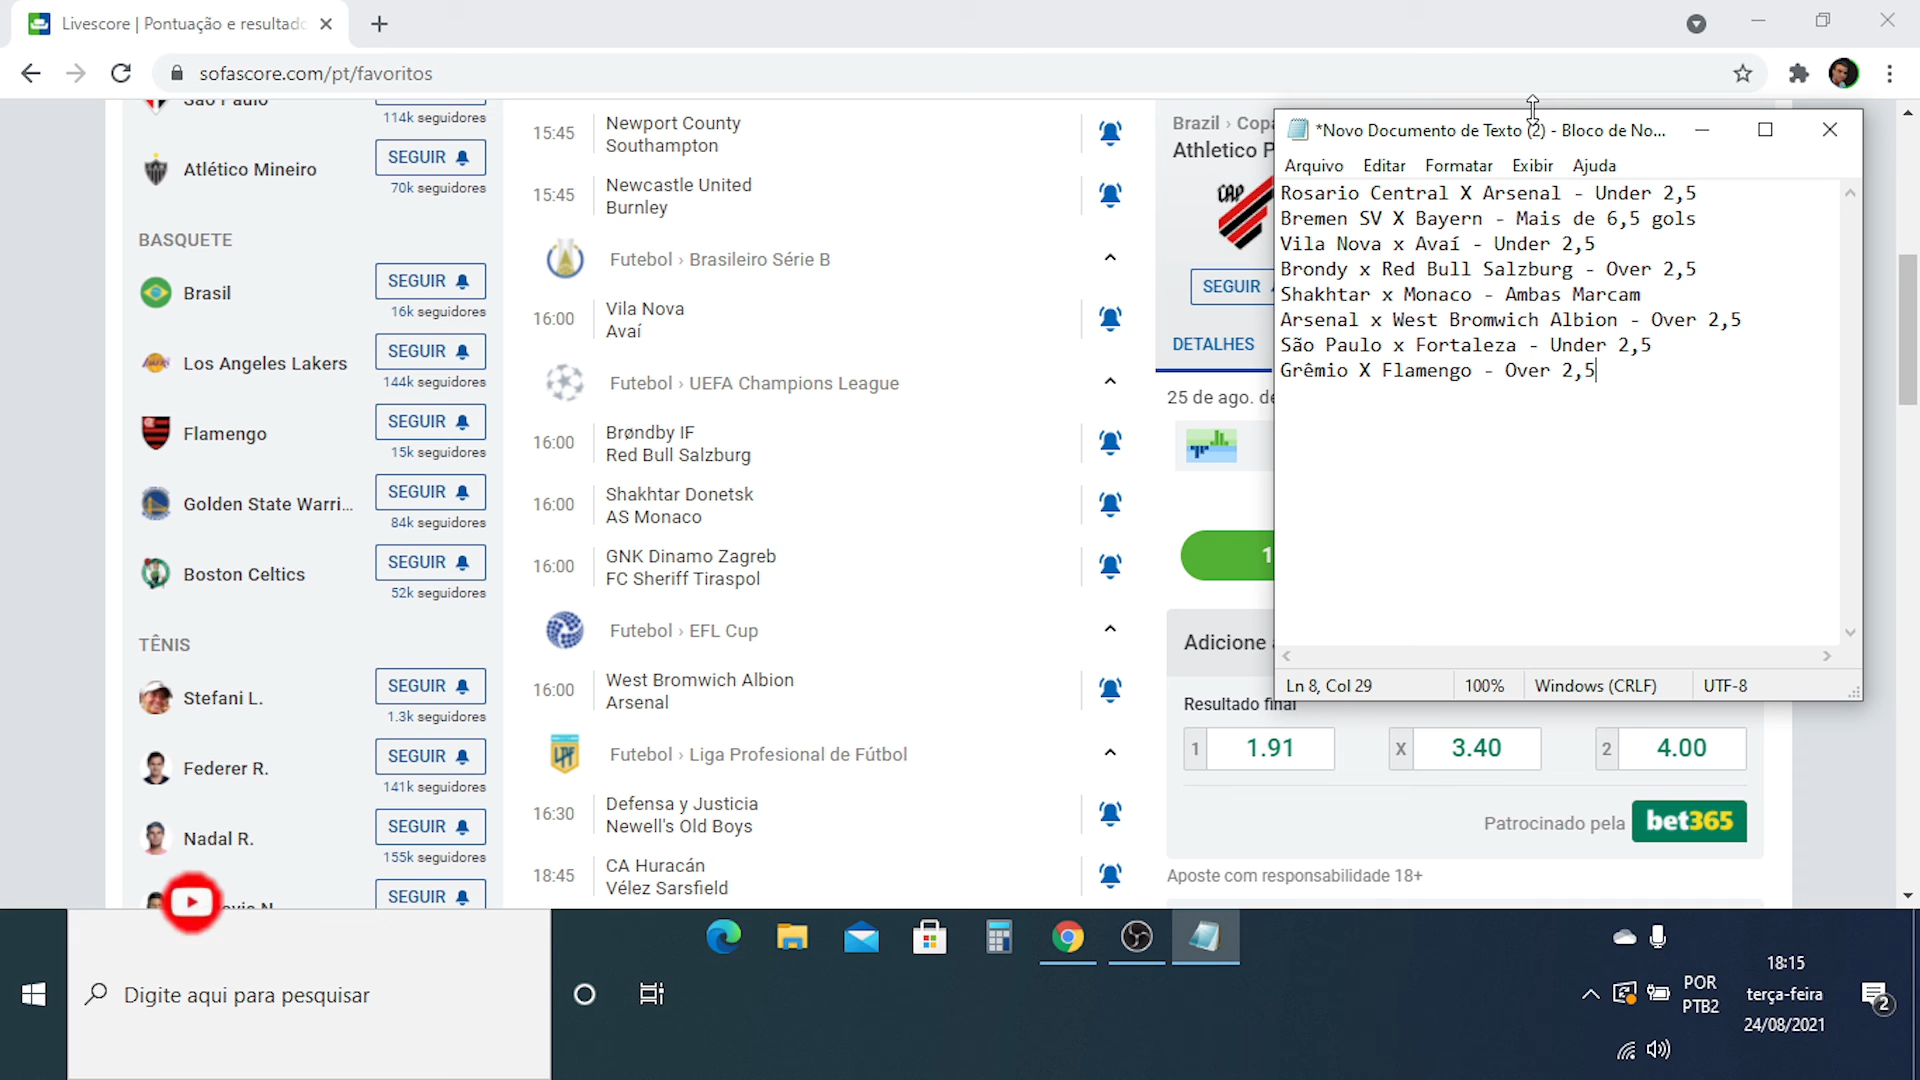 Livescore | Pontuação e resultado
sofascore.com/pt/favoritos
São Paulo
114k seguidores
Atlético Mineiro
SEGUIR
70k seguidores
BASQUETE
Brasil
SEGUIR
16k seguidores
Los Angeles Lakers
SEGUIR
144k seguidores
Flamengo
SEGUIR
15k seguidores
Golden State Warri...
SEGUIR
84k seguidores
Boston Celtics
SEGUIR
52k seguidores
TÊNIS
Stefani L.
SEGUIR
1.3k seguidores
Federer R.
SEGUIR
141k seguidores
Nadal R.
SEGUIR
155k seguidores
SEGUIR
15:45
Newport County
Southampton
15:45
Newcastle United
Burnley
Futebol › Brasileiro Série B
16:00
Vila Nova
Avaí
Futebol › UEFA Champions League
16:00
Brøndby IF
Red Bull Salzburg
16:00
Shakhtar Donetsk
AS Monaco
16:00
GNK Dinamo Zagreb
FC Sheriff Tiraspol
Futebol › EFL Cup
16:00
West Bromwich Albion
Arsenal
Futebol › Liga Profesional de Fútbol
16:30
Defensa y Justicia
Newell's Old Boys
18:45
CA Huracán
Vélez Sarsfield
Brazil › Copa
Athletico P
CAP
SEGUIR
DETALHES
25 de ago. de
1
Adicione
Resultado final
1 1.91
X 3.40
2 4.00
Patrocinado pela bet365
Aposte com responsabilidade 18+
*Novo Documento de Texto (2) - Bloco de No...
Arquivo Editar Formatar Exibir Ajuda
Rosario Central X Arsenal - Under 2,5
Bremen SV X Bayern - Mais de 6,5 gols
Vila Nova x Avaí - Under 2,5
Brondy x Red Bull Salzburg - Over 2,5
Shakhtar x Monaco - Ambas Marcam
Arsenal x West Bromwich Albion - Over 2,5
São Paulo x Fortaleza - Under 2,5
Grêmio X Flamengo - Over 2,5
Ln 8, Col 29 100% Windows (CRLF) UTF-8
Digite aqui para pesquisar
POR
PTB2
18:15
terça-feira
24/08/2021
2